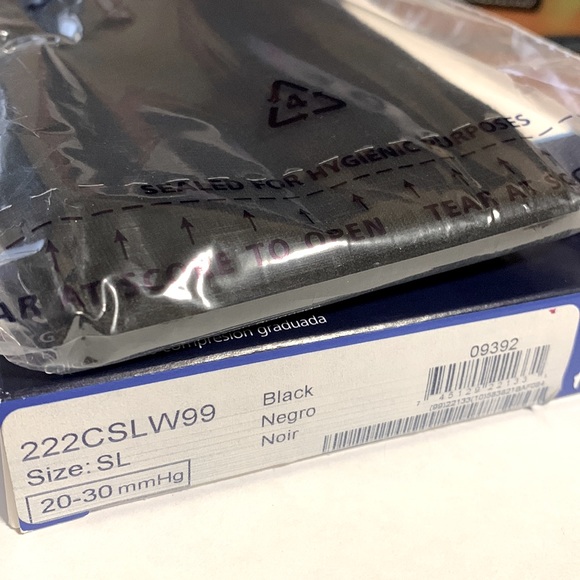 4
SEALED FOR HYGIENIC PURPOSES
AT SCORE TO OPEN TEAR AT
compresión graduada
222CSLW99
Size: SL
20-30 mmHg
Black
Negro
Noir
09392